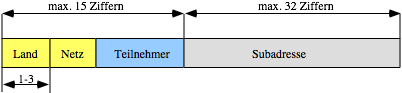 max. 15 Ziffern max. 32 Ziffern
Land Netz Teilnehmer Subadresse
1-3